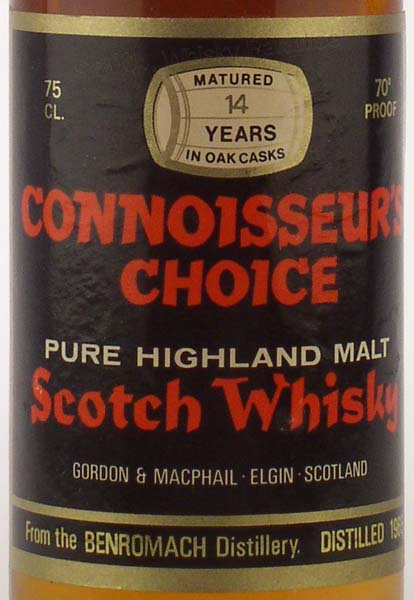 75 CL.
MATURED
14
YEARS
IN OAK CASKS
70° PROOF
CONNOISSEUR'S
CHOICE
PURE HIGHLAND MALT
Scotch Whisky
GORDON & MACPHAIL · ELGIN · SCOTLAND
From the BENROMACH Distillery. DISTILLED